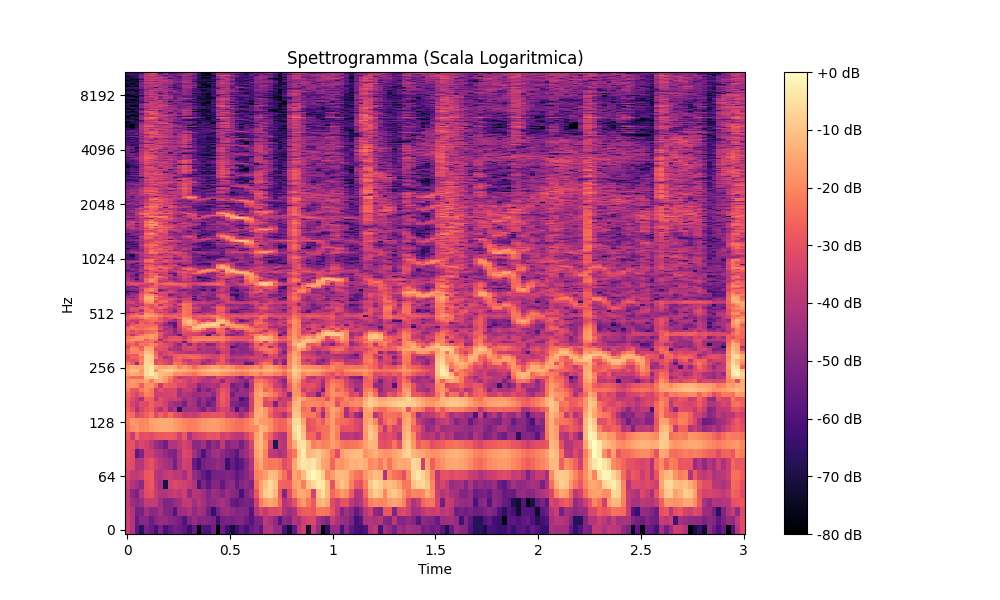 Spettrogramma (Scala Logaritmica)
Hz
8192
4096
2048
1024
512
256
128
64
0
0 0.5 1 1.5 2 2.5 3
Time
+0 dB
-10 dB
-20 dB
-30 dB
-40 dB
-50 dB
-60 dB
-70 dB
-80 dB